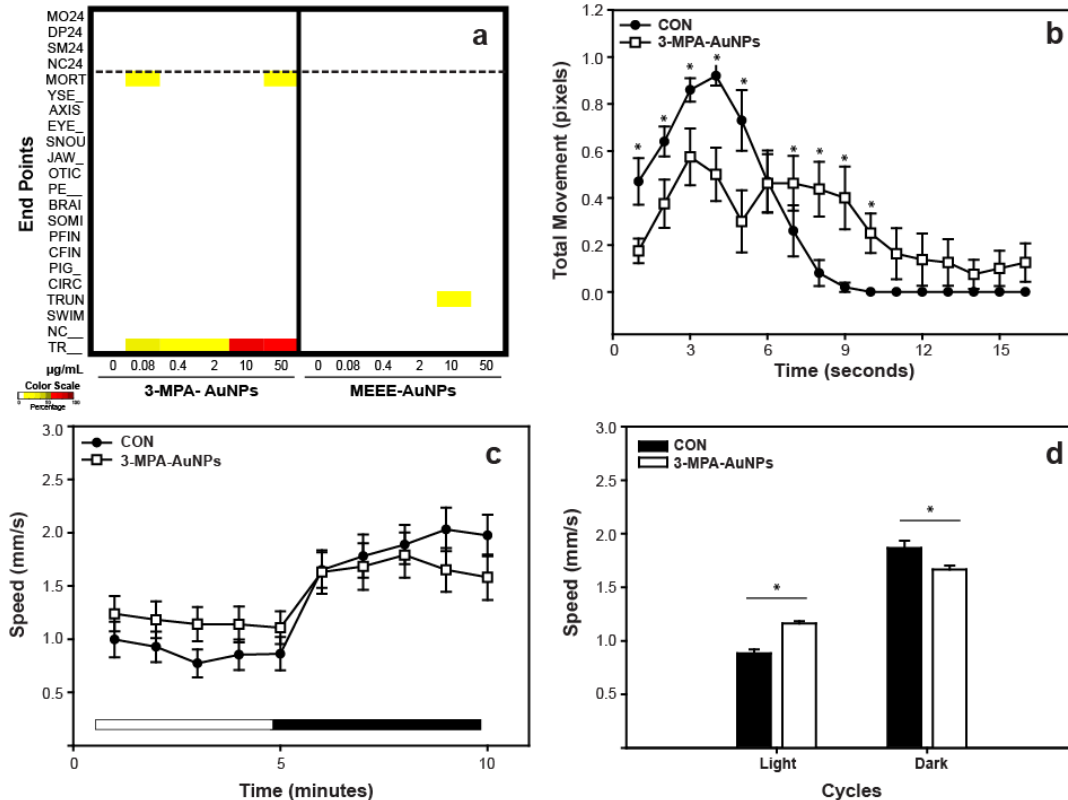 a
End Points
MO24
DP24
SM24
NC24
MORT
YSE_
AXIS
EYE_
SNOU
JAW_
OTIC
PE__
BRAI
SOMI
PFIN
CFIN
PIG_
CIRC
TRUN
SWIM
NC__
TR__
µg/mL
0 0.08 0.4 2 10 50 0 0.08 0.4 2 10 50
3-MPA- AuNPs
MEEE-AuNPs
Color Scale
0 50 100
Percentage
b
CON
3-MPA-AuNPs
Total Movement (pixels)
1.2
1.0
0.8
0.6
0.4
0.2
0.0
* * * * * * * * *
0 3 6 9 12 15
Time (seconds)
c
CON
3-MPA-AuNPs
Speed (mm/s)
3.0
2.5
2.0
1.5
1.0
0.5
0 5 10
Time (minutes)
d
CON
3-MPA-AuNPs
Speed (mm/s)
3.0
2.5
2.0
1.5
1.0
0.5
* *
Light Dark
Cycles